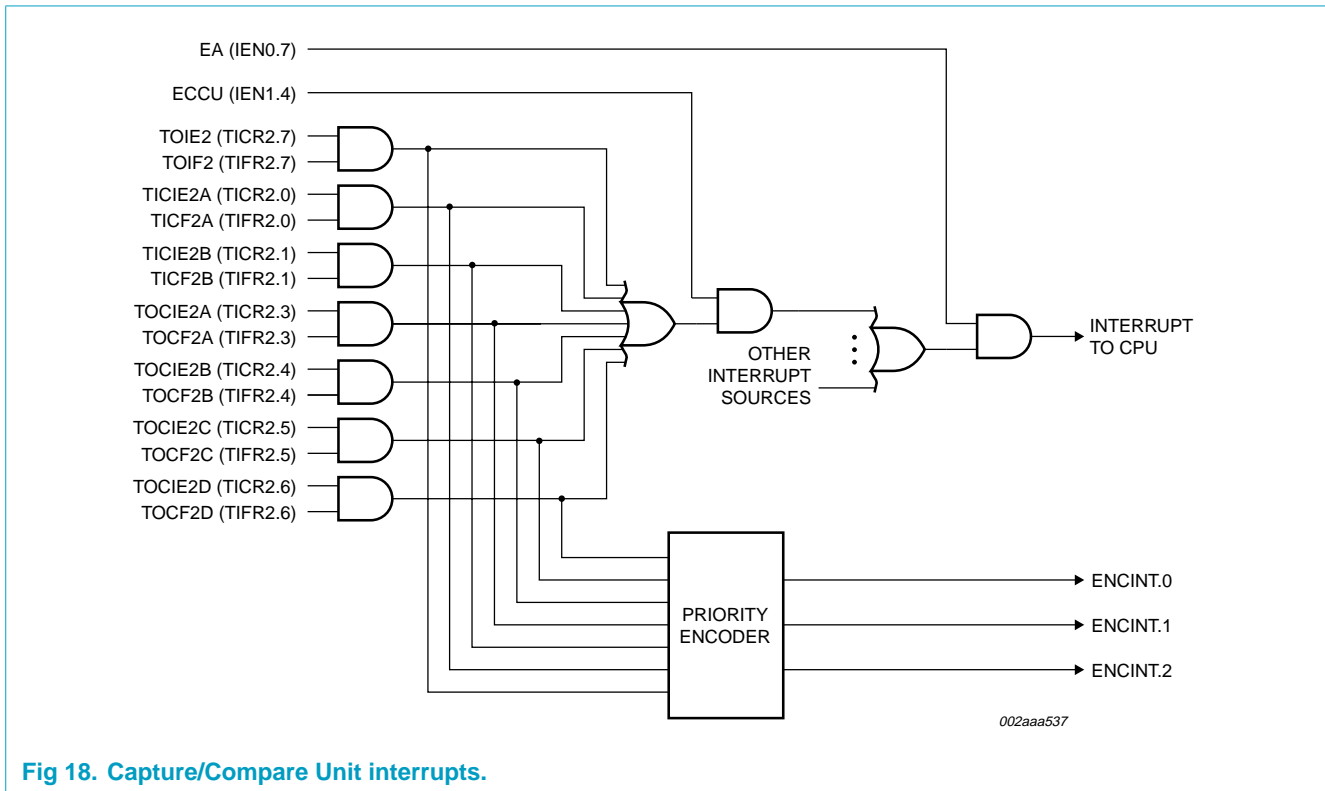 EA (IEN0.7)
ECCU (IEN1.4)
TOIE2 (TICR2.7)
TOIF2 (TIFR2.7)
TICIE2A (TICR2.0)
TICF2A (TIFR2.0)
TICIE2B (TICR2.1)
TICF2B (TIFR2.1)
TOCIE2A (TICR2.3)
TOCF2A (TIFR2.3)
TOCIE2B (TICR2.4)
TOCF2B (TIFR2.4)
TOCIE2C (TICR2.5)
TOCF2C (TIFR2.5)
TOCIE2D (TICR2.6)
TOCF2D (TIFR2.6)
OTHER
INTERRUPT
SOURCES
INTERRUPT
TO CPU
PRIORITY
ENCODER
ENCINT.0
ENCINT.1
ENCINT.2
002aaa537
Fig 18. Capture/Compare Unit interrupts.